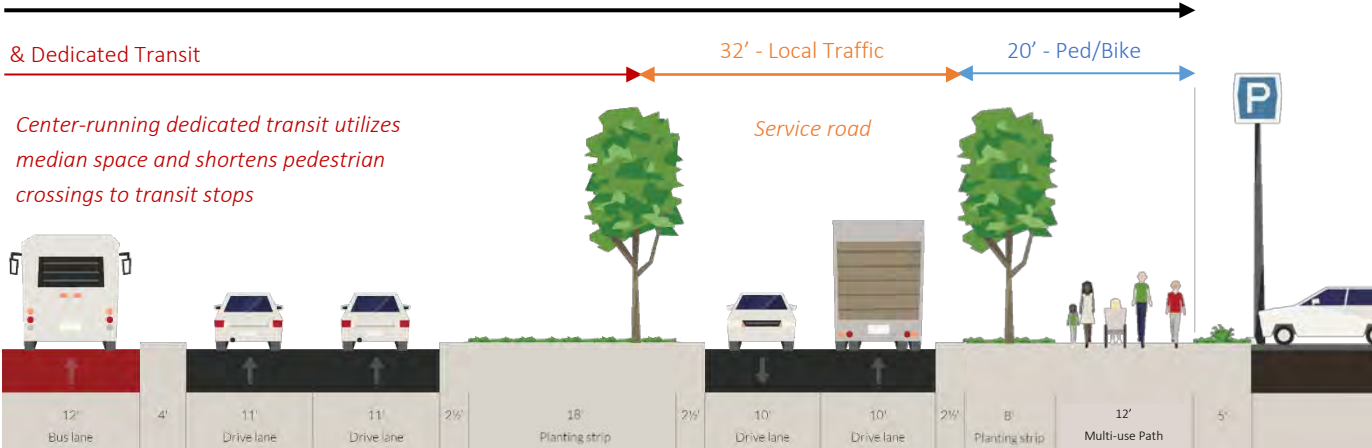 & Dedicated Transit
32’ - Local Traffic
20’ - Ped/Bike
Center-running dedicated transit utilizes
median space and shortens pedestrian
crossings to transit stops
Service road
P
12'
Bus lane
4'
11'
Drive lane
11'
Drive lane
2½'
18'
Planting strip
2½'
10'
Drive lane
10'
Drive lane
2½'
8'
Planting strip
12’
Multi-use Path
5'